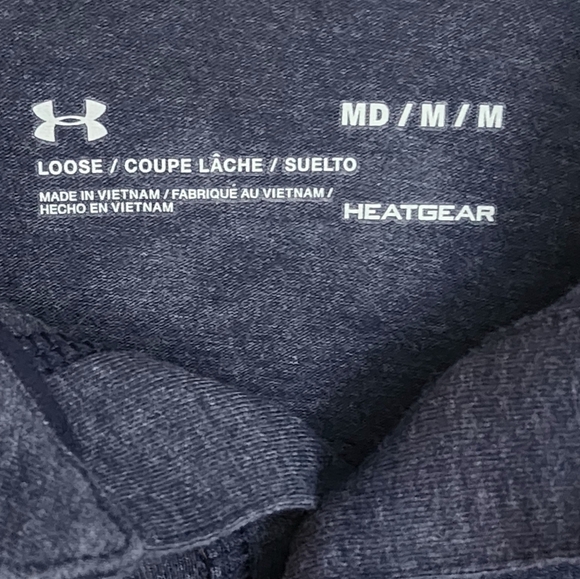 MD / M / M
LOOSE / COUPE LÂCHE / SUELTO
MADE IN VIETNAM / FABRIQUÉ AU VIETNAM /
HECHO EN VIETNAM
HEATGEAR